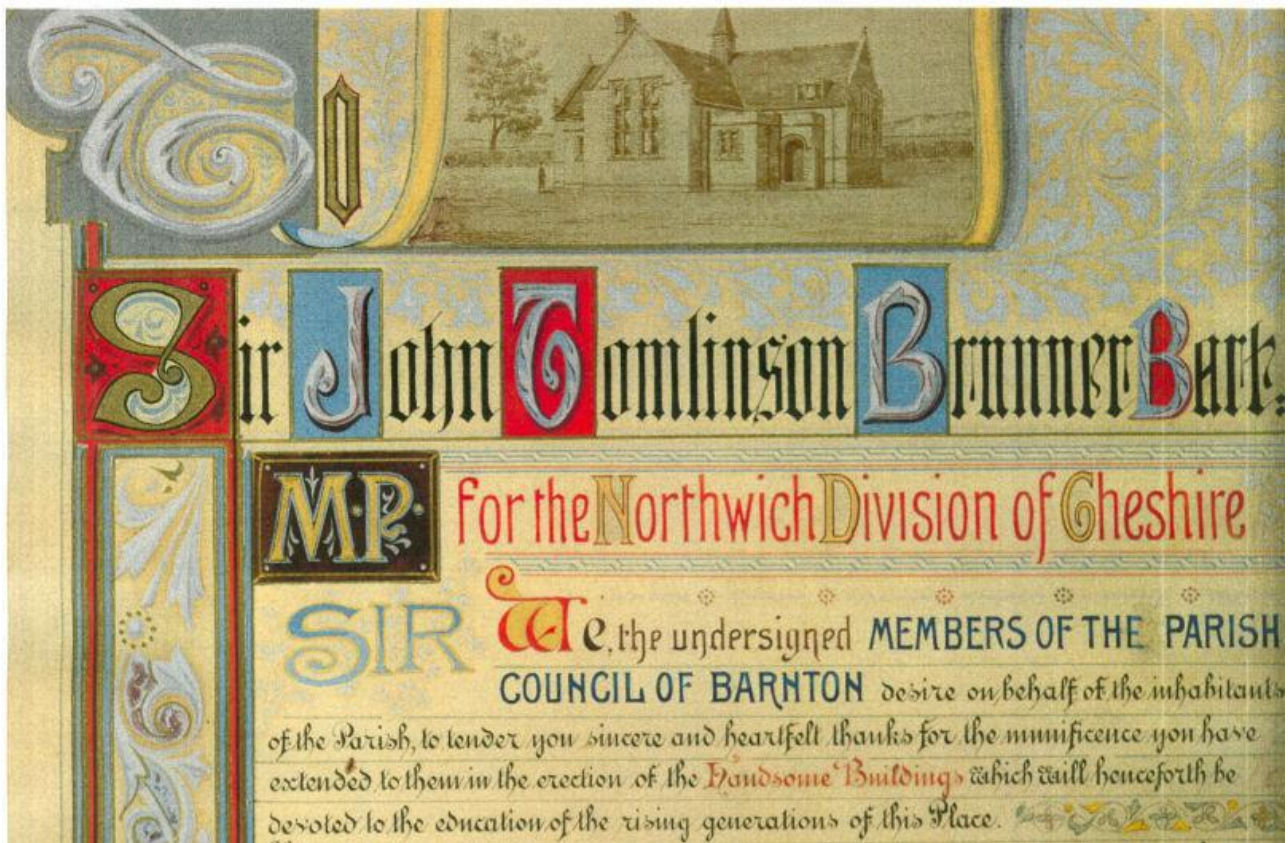 To
Sir John Tomlinson Brunner Bart.
M.P. for the Northwich Division of Cheshire
SIR We, the undersigned MEMBERS OF THE PARISH
COUNCIL OF BARNTON desire on behalf of the inhabitants
of the Parish, to tender you sincere and heartfelt thanks for the munificence you have
extended to them in the erection of the Handsome Buildings which will henceforth be
devoted to the education of the rising generations of this Place.